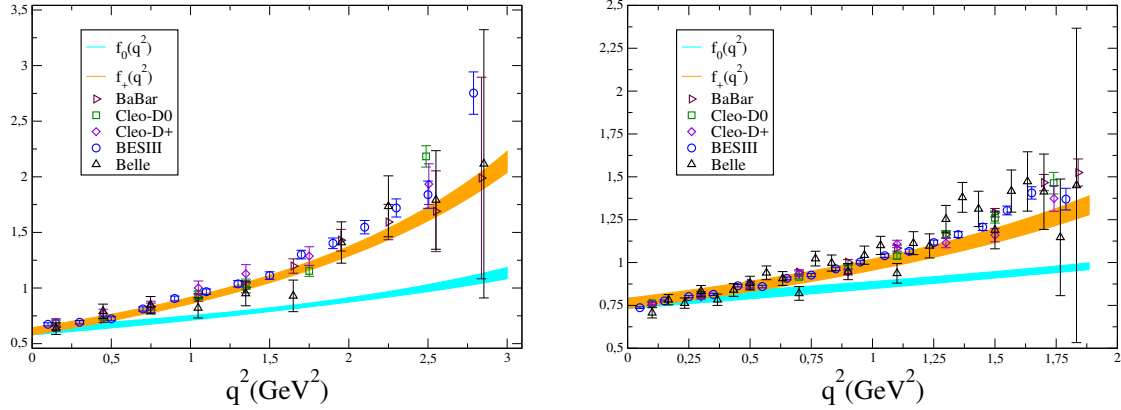 3,5
3
2,5
2
1,5
1
0,5
f₀(q²)
f₊(q²)
BaBar
Cleo-D0
Cleo-D+
BESIII
Belle
0 0,5 1 1,5 2 2,5 3
q²(GeV²)
2,5
2,25
2
1,75
1,5
1,25
1
0,75
0,5
f₀(q²)
f₊(q²)
BaBar
Cleo-D0
Cleo-D+
BESIII
Belle
0 0,25 0,5 0,75 1 1,25 1,5 1,75 2
q²(GeV²)